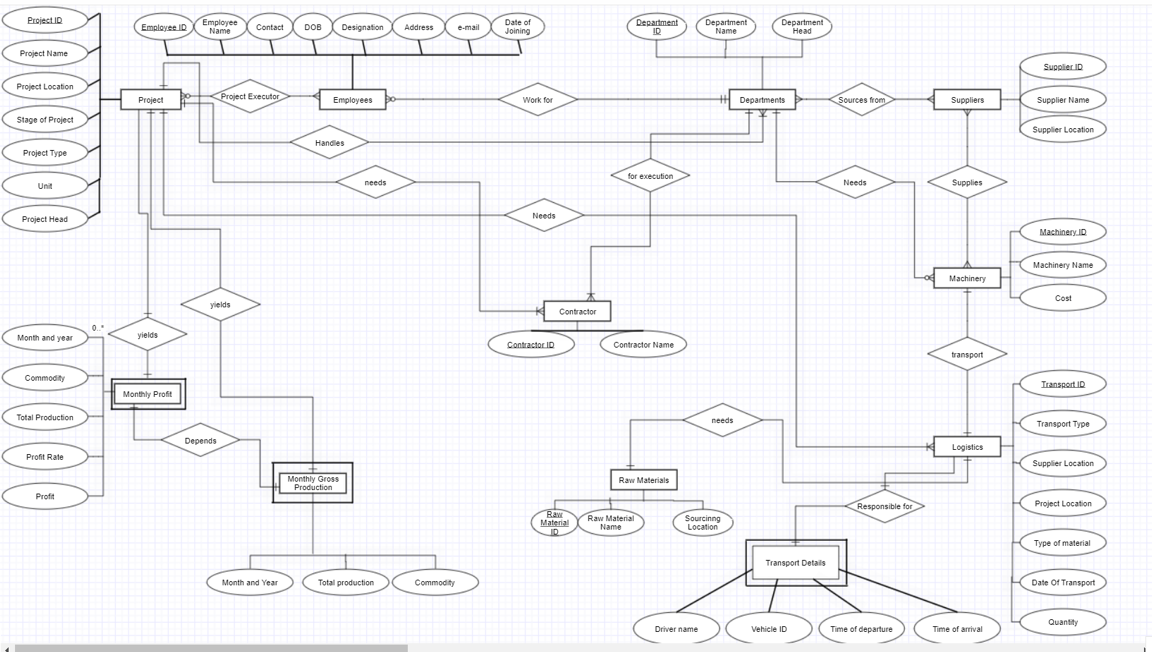 Project ID
Employee ID
Employee
Name
Contact
DOB
Designation
Address
e-mail
Date of
Joining
Department
ID
Department
Name
Department
Head
Project Name
Project Location
Stage of Project
Project Type
Unit
Project Head
Project
Project Executor
Employees
Work for
Departments
Sources from
Suppliers
Supplier ID
Supplier Name
Supplier Location
Handles
needs
for execution
Needs
Supplies
Needs
Machinery ID
Machinery Name
Cost
Machinery
yields
Contractor
Contractor ID
Contractor Name
0..*
yields
transport
Month and year
Commodity
Total Production
Profit Rate
Profit
Monthly Profit
Depends
Monthly Gross
Production
Month and Year
Total production
Commodity
needs
Raw Materials
Raw
Material
ID
Raw Material
Name
Sourcinng
Location
Logistics
Transport ID
Transport Type
Supplier Location
Project Location
Type of material
Date Of Transport
Quantity
Responsible for
Transport Details
Driver name
Vehicle ID
Time of departure
Time of arrival